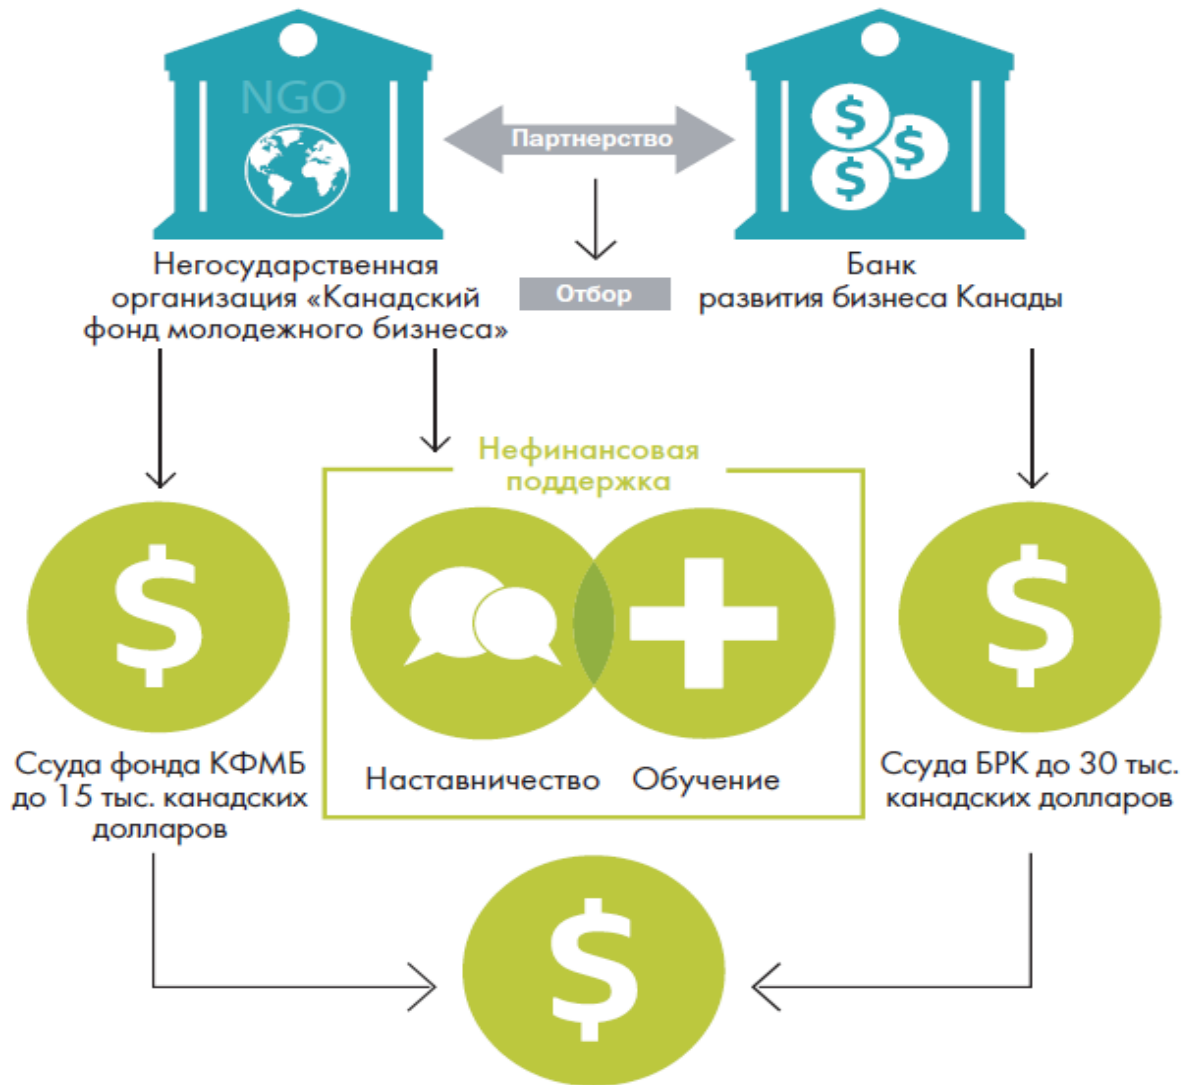 NGO
Партнерство
Негосударственная
организация «Канадский
фонд молодежного бизнеса»
Отбор
Банк
развития бизнеса Канады
Нефинансовая
поддержка
Ссуда фонда КФМБ
до 15 тыс. канадских
долларов
Наставничество
Обучение
Ссуда БРК до 30 тыс.
канадских долларов